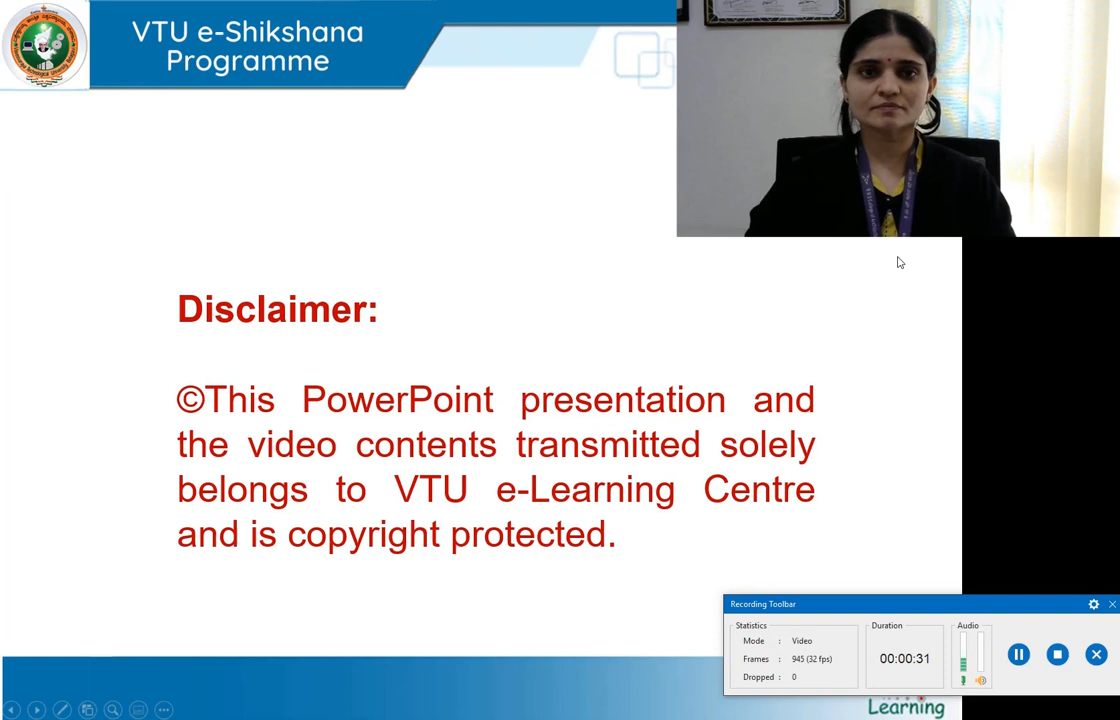 VTU e-Shikshana
Programme
Disclaimer:
©This PowerPoint presentation and
the video contents transmitted solely
belongs to VTU e-Learning Centre
and is copyright protected.
Recording Toolbar
Statistics
Mode : Video
Frames : 945 (32 fps)
Dropped : 0
Duration
00:00:31
Audio
Learning